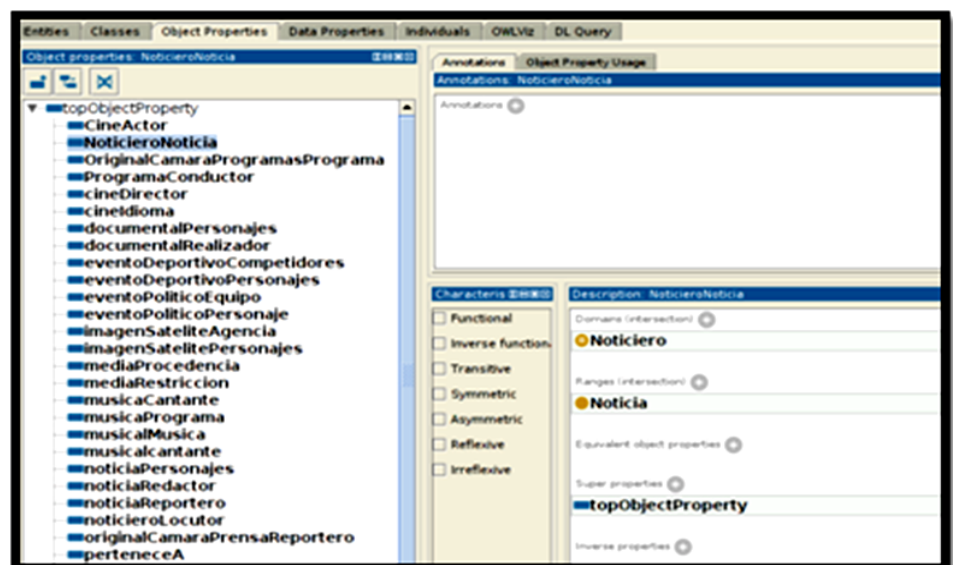 Entities Classes Object Properties Data Properties Individuals OWLViz DL Query
Object properties: NoticieroNoticia
topObjectProperty
CineActor
NoticieroNoticia
OriginalCamaraProgramasPrograma
ProgramaConductor
cineDirector
cineIdioma
documentalPersonajes
documentalRealizador
eventoDeportivoCompetidores
eventoDeportivoPersonajes
eventoPoliticoEquipo
eventoPoliticoPersonaje
imagenSateliteAgencia
imagenSatelitePersonajes
mediaProcedencia
mediaRestriccion
musicaCantante
musicaPrograma
musicalMusica
musicalcantante
noticiaPersonajes
noticiaRedactor
noticiaReportero
noticieroLocutor
originalCamaraPrensaReportero
perteneceA
Annotations Object Property Usage
Annotations: NoticieroNoticia
Annotations
Characteris
Functional
Inverse function
Transitive
Symmetric
Asymmetric
Reflexive
Irreflexive
Description: NoticieroNoticia
Domains (intersection)
Noticiero
Ranges (intersection)
Noticia
Equivalent object properties
Super properties
topObjectProperty
Inverse properties